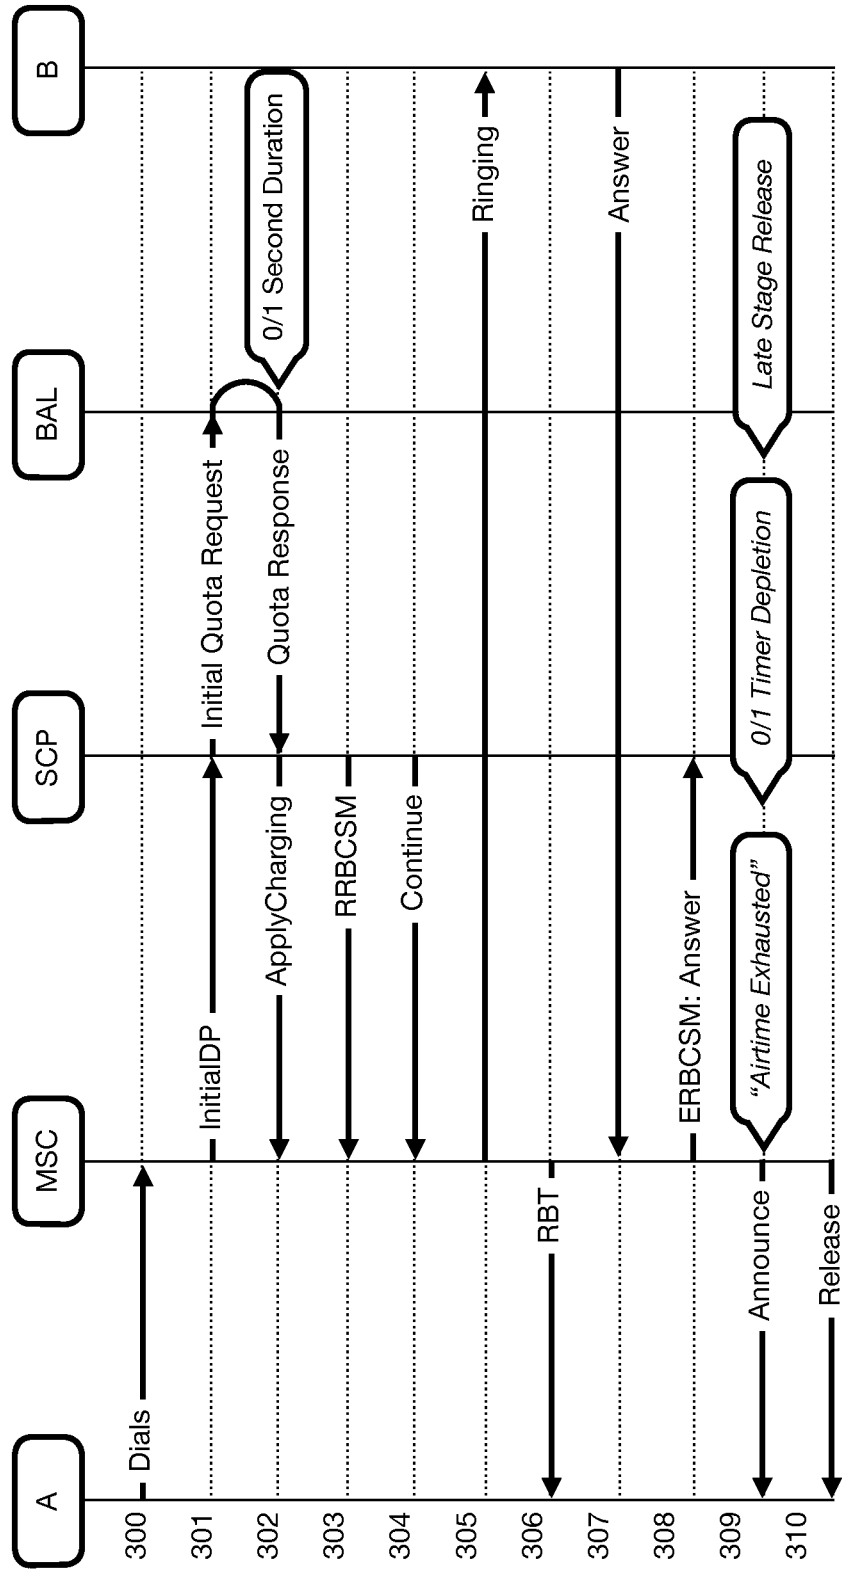 A
MSC
SCP
BAL
B
300
Dials
301
InitialDP
Initial Quota Request
302
ApplyCharging
Quota Response
0/1 Second Duration
303
RRBCSM
304
Continue
305
Ringing
306
RBT
307
Answer
308
ERBCSM: Answer
309
Announce
“Airtime Exhausted”
0/1 Timer Depletion
Late Stage Release
310
Release